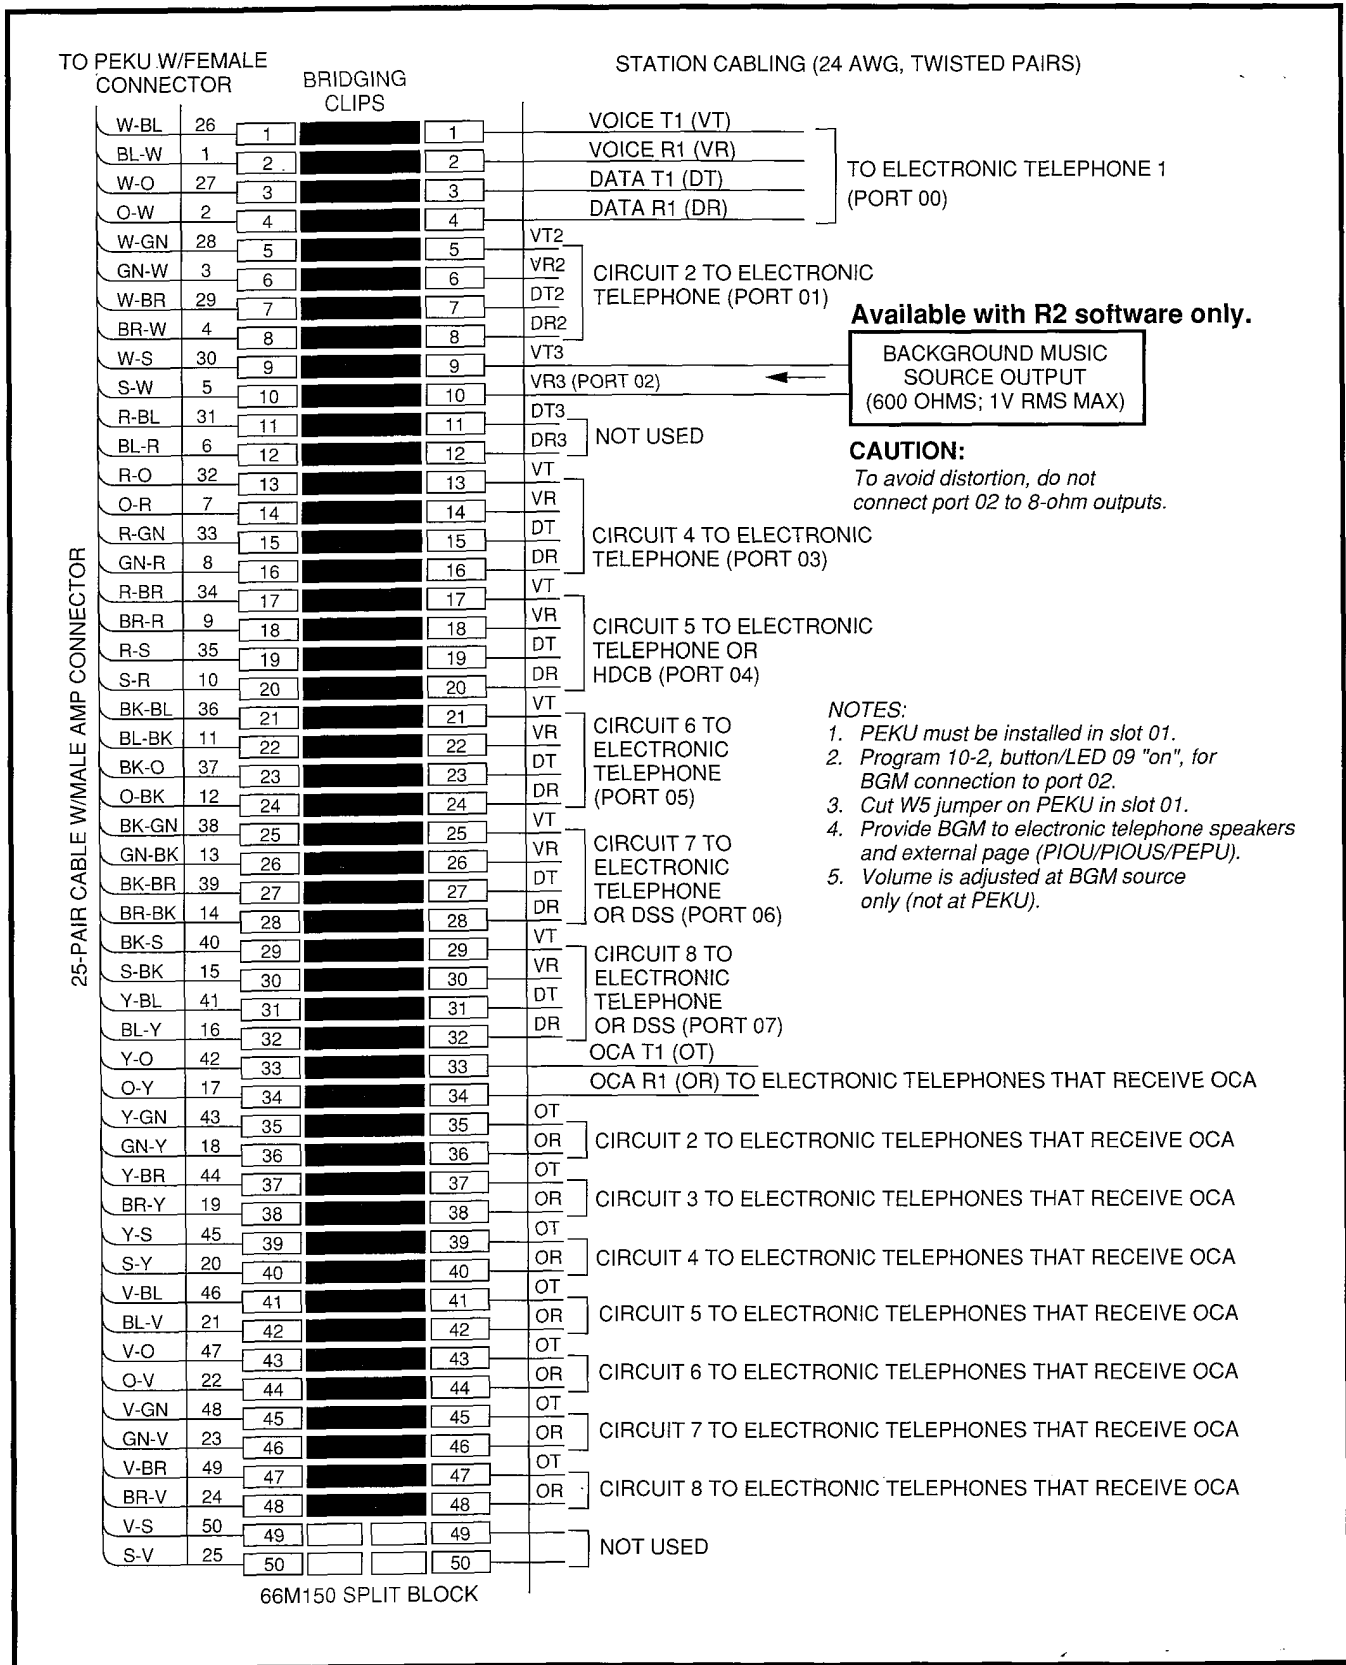 TO PEKU W/FEMALE
CONNECTOR
BRIDGING
CLIPS
STATION CABLING (24 AWG, TWISTED PAIRS)
25-PAIR CABLE W/MALE AMP CONNECTOR
W-BL 26 1 1 VOICE T1 (VT)
BL-W 1 2 2 VOICE R1 (VR)
W-O 27 3 3 DATA T1 (DT)
O-W 2 4 4 DATA R1 (DR)
TO ELECTRONIC TELEPHONE 1
(PORT 00)
W-GN 28 5 5 VT2
GN-W 3 6 6 VR2
W-BR 29 7 7 DT2
BR-W 4 8 8 DR2
CIRCUIT 2 TO ELECTRONIC
TELEPHONE (PORT 01)
W-S 30 9 9 VT3
S-W 5 10 10 VR3 (PORT 02)
Available with R2 software only.
BACKGROUND MUSIC
SOURCE OUTPUT
(600 OHMS; 1V RMS MAX)
CAUTION:
To avoid distortion, do not
connect port 02 to 8-ohm outputs.
R-BL 31 11 11 DT3
BL-R 6 12 12 DR3
NOT USED
R-O 32 13 13 VT
O-R 7 14 14 VR
R-GN 33 15 15 DT
GN-R 8 16 16 DR
CIRCUIT 4 TO ELECTRONIC
TELEPHONE (PORT 03)
R-BR 34 17 17 VT
BR-R 9 18 18 VR
R-S 35 19 19 DT
S-R 10 20 20 DR
CIRCUIT 5 TO ELECTRONIC
TELEPHONE OR
HDCB (PORT 04)
BK-BL 36 21 21 VT
BL-BK 11 22 22 VR
BK-O 37 23 23 DT
O-BK 12 24 24 DR
CIRCUIT 6 TO
ELECTRONIC
TELEPHONE
(PORT 05)
BK-GN 38 25 25 VT
GN-BK 13 26 26 VR
BK-BR 39 27 27 DT
BR-BK 14 28 28 DR
CIRCUIT 7 TO
ELECTRONIC
TELEPHONE
OR DSS (PORT 06)
BK-S 40 29 29 VT
S-BK 15 30 30 VR
Y-BL 41 31 31 DT
BL-Y 16 32 32 DR
CIRCUIT 8 TO
ELECTRONIC
TELEPHONE
OR DSS (PORT 07)
NOTES:
1. PEKU must be installed in slot 01.
2. Program 10-2, button/LED 09 "on", for
BGM connection to port 02.
3. Cut W5 jumper on PEKU in slot 01.
4. Provide BGM to electronic telephone speakers
and external page (PIOU/PIOUS/PEPU).
5. Volume is adjusted at BGM source
only (not at PEKU).
Y-O 42 33 33 OCA T1 (OT)
O-Y 17 34 34 OCA R1 (OR) TO ELECTRONIC TELEPHONES THAT RECEIVE OCA
Y-GN 43 35 35 OT
GN-Y 18 36 36 OR
CIRCUIT 2 TO ELECTRONIC TELEPHONES THAT RECEIVE OCA
Y-BR 44 37 37 OT
BR-Y 19 38 38 OR
CIRCUIT 3 TO ELECTRONIC TELEPHONES THAT RECEIVE OCA
Y-S 45 39 39 OT
S-Y 20 40 40 OR
CIRCUIT 4 TO ELECTRONIC TELEPHONES THAT RECEIVE OCA
V-BL 46 41 41 OT
BL-V 21 42 42 OR
CIRCUIT 5 TO ELECTRONIC TELEPHONES THAT RECEIVE OCA
V-O 47 43 43 OT
O-V 22 44 44 OR
CIRCUIT 6 TO ELECTRONIC TELEPHONES THAT RECEIVE OCA
V-GN 48 45 45 OT
GN-V 23 46 46 OR
CIRCUIT 7 TO ELECTRONIC TELEPHONES THAT RECEIVE OCA
V-BR 49 47 47 OT
BR-V 24 48 48 OR
CIRCUIT 8 TO ELECTRONIC TELEPHONES THAT RECEIVE OCA
V-S 50 49 49
S-V 25 50 50
NOT USED
66M150 SPLIT BLOCK